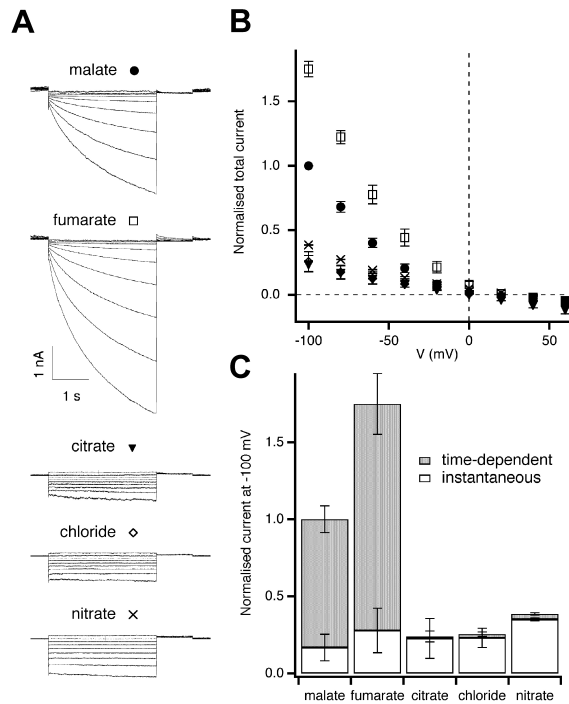 A
malate ●
fumarate □
1 nA
1 s
citrate ▼
chloride ◇
nitrate ×
B
Normalised total current
1.5
1.0
0.5
0.0
-100
-50
0
50
V (mV)
C
Normalised current at -100 mV
1.5
1.0
0.5
0.0
time-dependent
instantaneous
malate
fumarate
citrate
chloride
nitrate